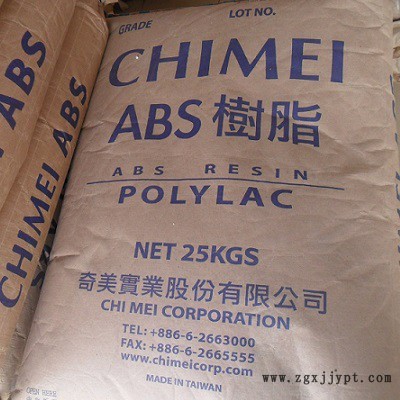 GRADE
LOT NO.
CHIMEI
ABS 樹脂
ABS RESIN
POLYLAC
NET 25KGS
奇美實業股份有限公司
CHI MEI CORPORATION
TEL: +886-6-2663000
FAX: +886-6-2665555
www.chimeicorp.com
MADE IN TAIWAN
CHIMEI ABS
www.zgxjjypt.com